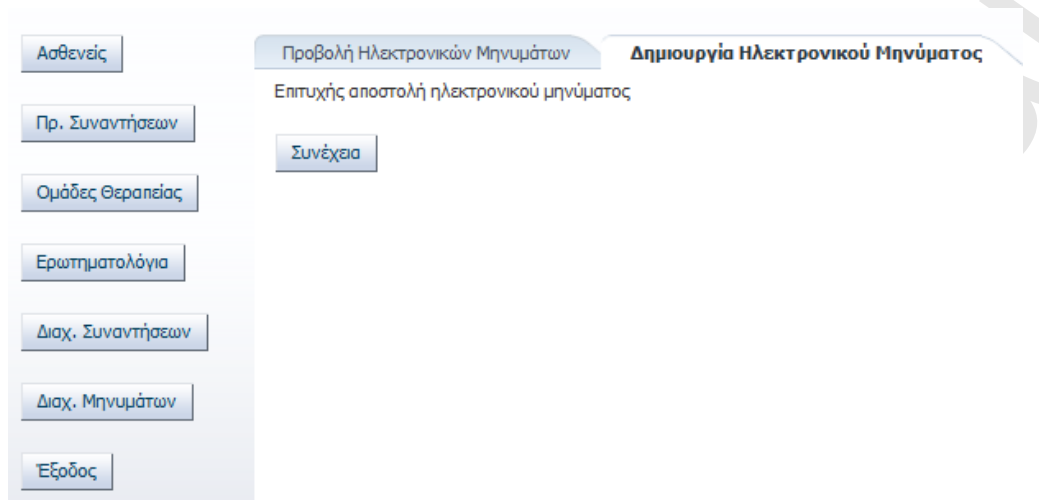 Ασθενείς
Πρ. Συναντήσεων
Ομάδες Θεραπείας
Ερωτηματολόγια
Διαχ. Συναντήσεων
Διαχ. Μηνυμάτων
Έξοδος
Προβολή Ηλεκτρονικών Μηνυμάτων
Δημιουργία Ηλεκτρονικού Μηνύματος
Επιτυχής αποστολή ηλεκτρονικού μηνύματος
Συνέχεια